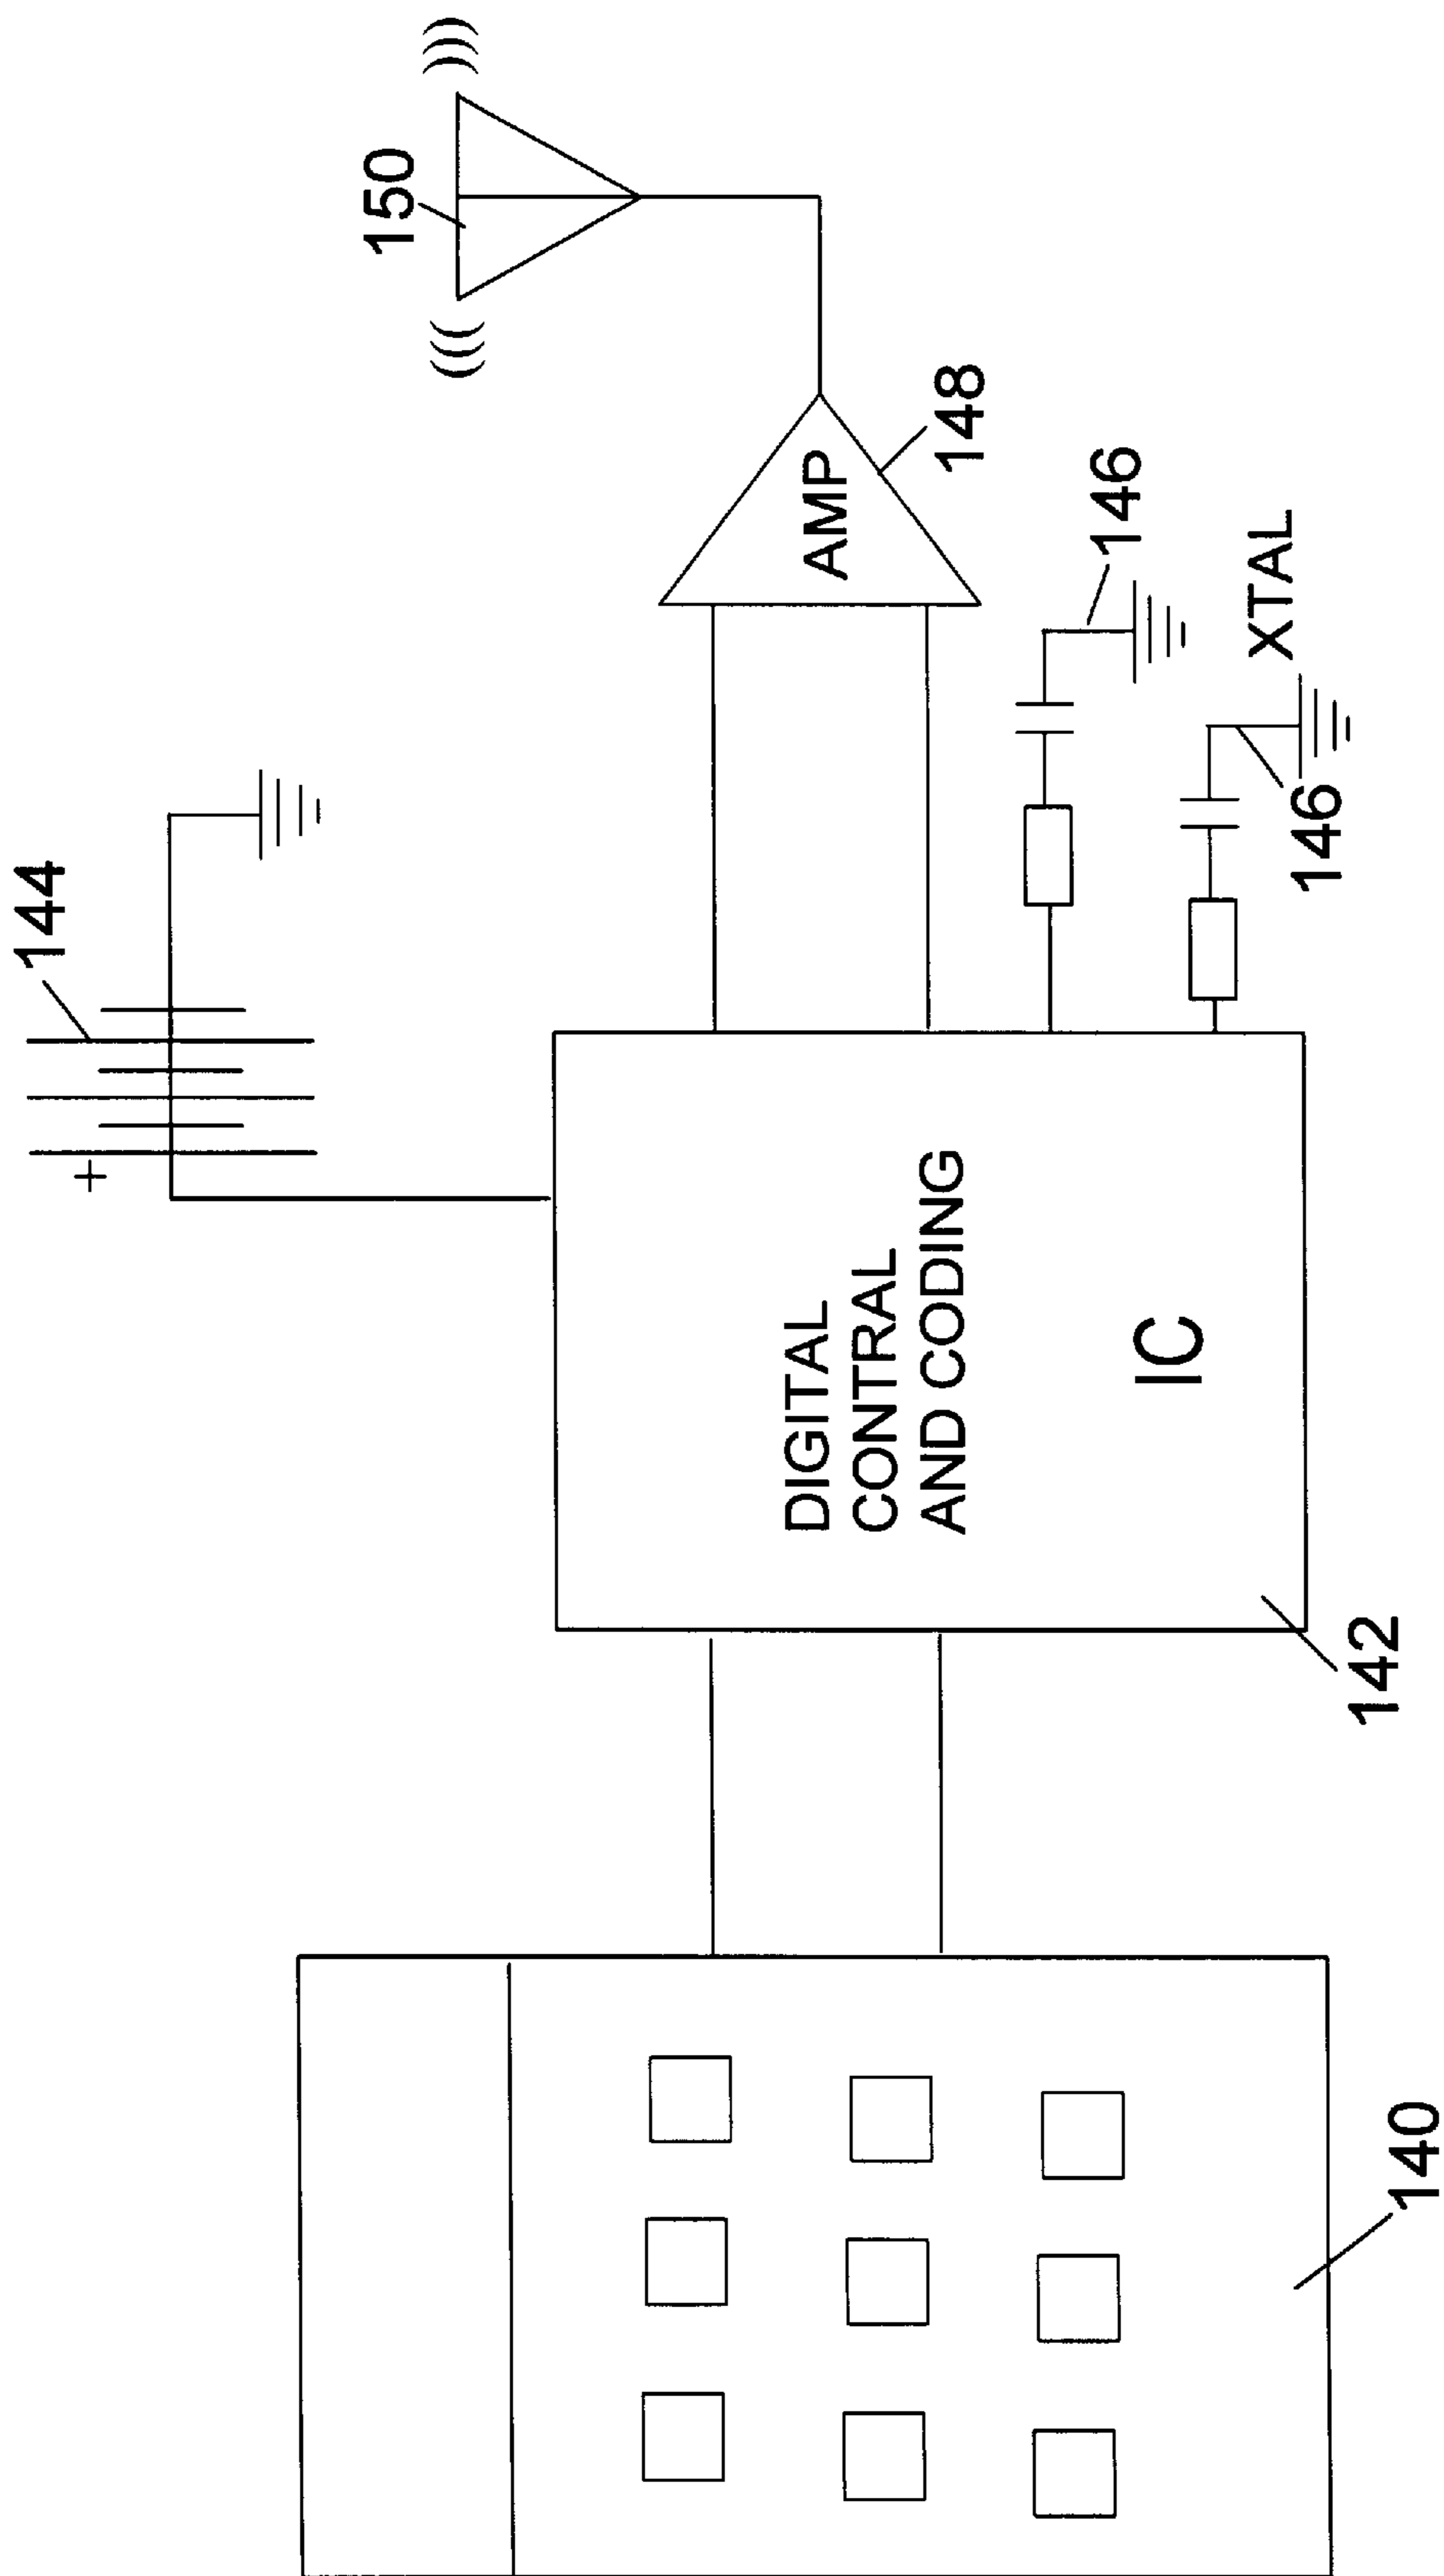 144
150
AMP
148
146
XTAL
146
+
DIGITAL
CONTRAL
AND CODING
IC
142
140